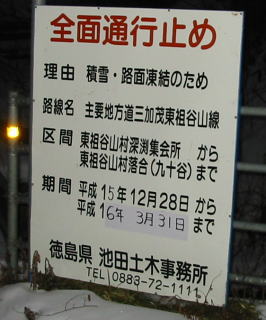 全面通行止め
理由 積雪・路面凍結のため
路線名 主要地方道三加茂東祖谷山線
区間 東祖谷山村深渕集会所 から
東祖谷山村落合（九十谷）まで
期間 平成15年12月28日から
平成16年 3月31日まで
徳島県 池田土木事務所
TEL 0883-72-1111